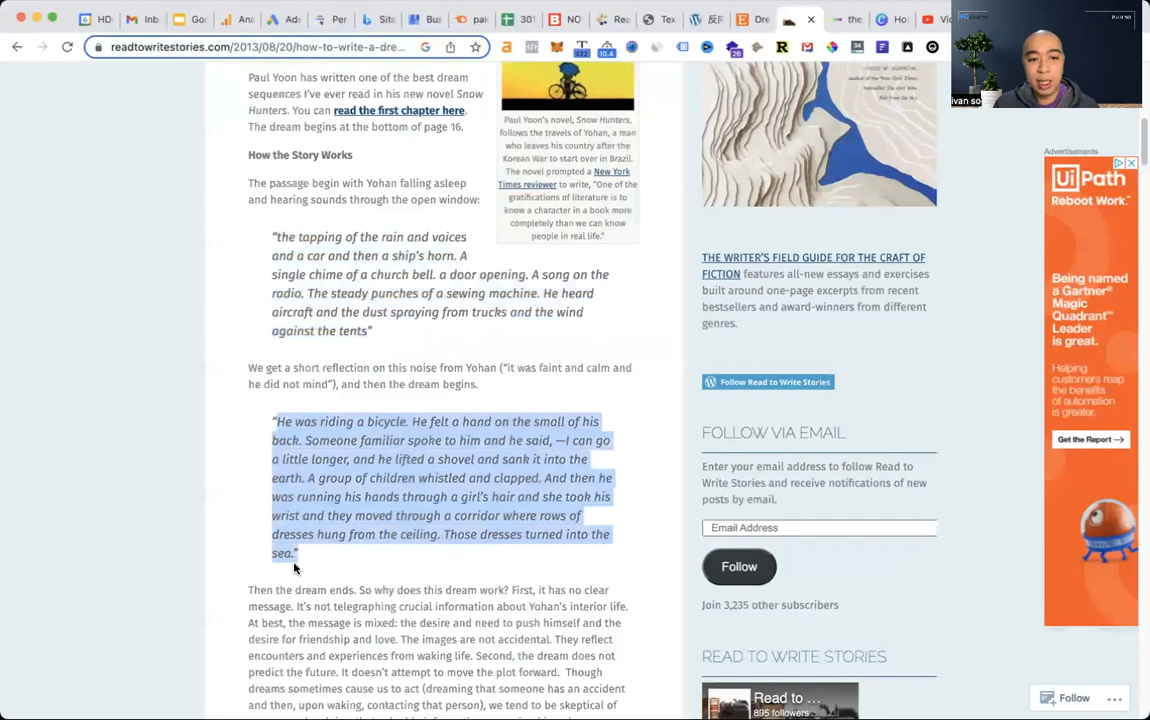 HD
Inb
Go
Ana
Ads
Per
Site
Bus
pai
301
NO
Rea
Tex
反
Dre
the
Ho
readtowritestories.com/2013/08/20/how-to-write-a-dre...
Paul Yoon has written one of the best dream
sequences I've ever read in his new novel Snow
Hunters. You can read the first chapter here.
The dream begins at the bottom of page 16.
How the Story Works
The passage begin with Yohan falling asleep
and hearing sounds through the open window:
Paul Yoon's novel, Snow Hunters,
follows the travels of Yohan, a man
who leaves his country after the
Korean War to start over in Brazil.
The novel prompted a New York
Times reviewer to write, "One of the
gratifications of literature is to
know a character in a book more
completely than we can know
people in real life."
"the tapping of the rain and voices
and a car and then a ship's horn. A
single chime of a church bell. a door opening. A song on the
radio. The steady punches of a sewing machine. He heard
aircraft and the dust spraying from trucks and the wind
against the tents"
We get a short reflection on this noise from Yohan ("it was faint and calm and
he did not mind"), and then the dream begins.
"He was riding a bicycle. He felt a hand on the small of his
back. Someone familiar spoke to him and he said, —I can go
a little longer, and he lifted a shovel and sank it into the
earth. A group of children whistled and clapped. And then he
was running his hands through a girl's hair and she took his
wrist and they moved through a corridor where rows of
dresses hung from the ceiling. Those dresses turned into the
sea."
Then the dream ends. So why does this dream work? First, it has no clear
message. It's not telegraphing crucial information about Yohan's interior life.
At best, the message is mixed: the desire and need to push himself and the
desire for friendship and love. The images are not accidental. They reflect
encounters and experiences from waking life. Second, the dream does not
predict the future. It doesn't attempt to move the plot forward. Though
dreams sometimes cause us to act (dreaming that someone has an accident
and then, upon waking, contacting that person), we tend to be skeptical of
THE WRITER'S FIELD GUIDE FOR THE CRAFT OF
FICTION features all-new essays and exercises
built around one-page excerpts from recent
bestsellers and award-winners from different
genres.
Follow Read to Write Stories
FOLLOW VIA EMAIL
Enter your email address to follow Read to
Write Stories and receive notifications of new
posts by email.
Email Address
Follow
Join 3,235 other subscribers
READ TO WRITE STORIES
Read to ...
895 followers
ivan so
Advertisements
UiPath
Reboot Work.
Being named
a Gartner®
Magic
Quadrant™
Leader
is great.
Helping
customers reap
the benefits
of automation
is greater.
Get the Report
Follow